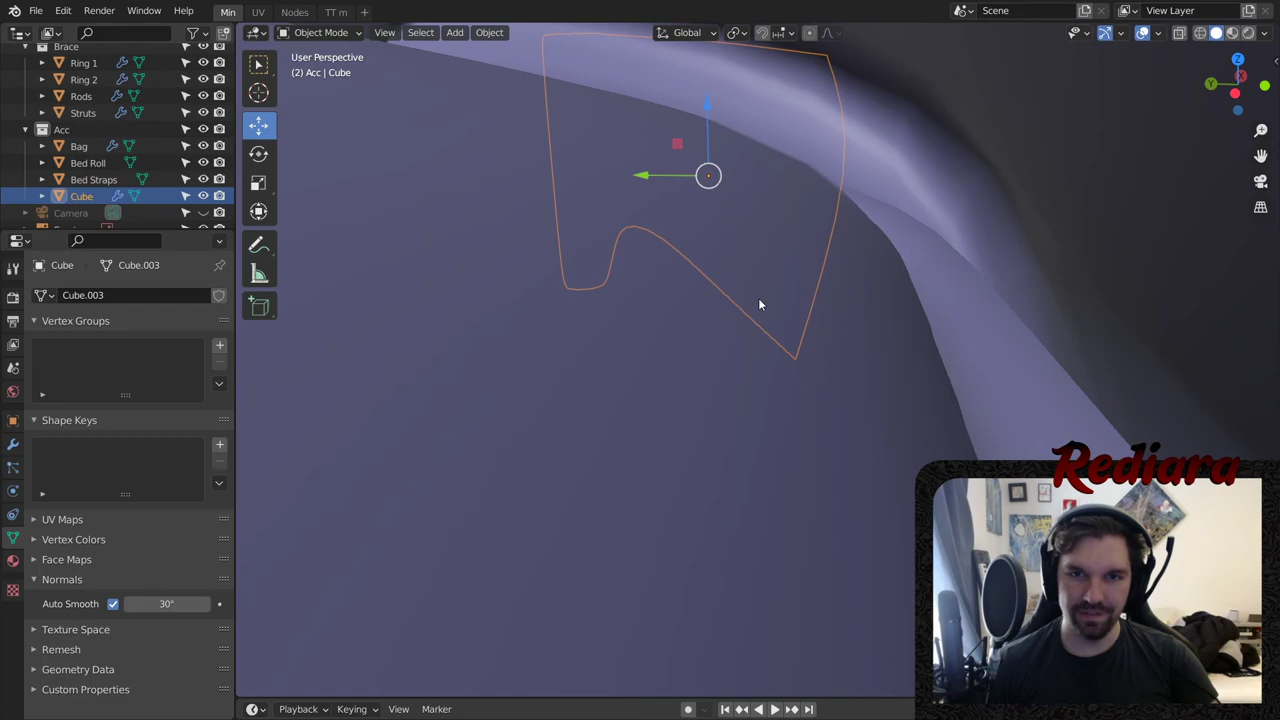 File Edit Render Window Help Min UV Nodes TT m + Scene View Layer
Object Mode View Select Add Object Global
User Perspective
(2) Acc | Cube
Brace
Ring 1
Ring 2
Rods
Struts
Acc
Bag
Bed Roll
Bed Straps
Cube
Camera
Z
X
Y
Cube > Cube.003
Cube.003
Vertex Groups
Shape Keys
UV Maps
Vertex Colors
Face Maps
Normals
Auto Smooth 30°
Texture Space
Remesh
Geometry Data
Custom Properties
Playback Keying View Marker
Rediara